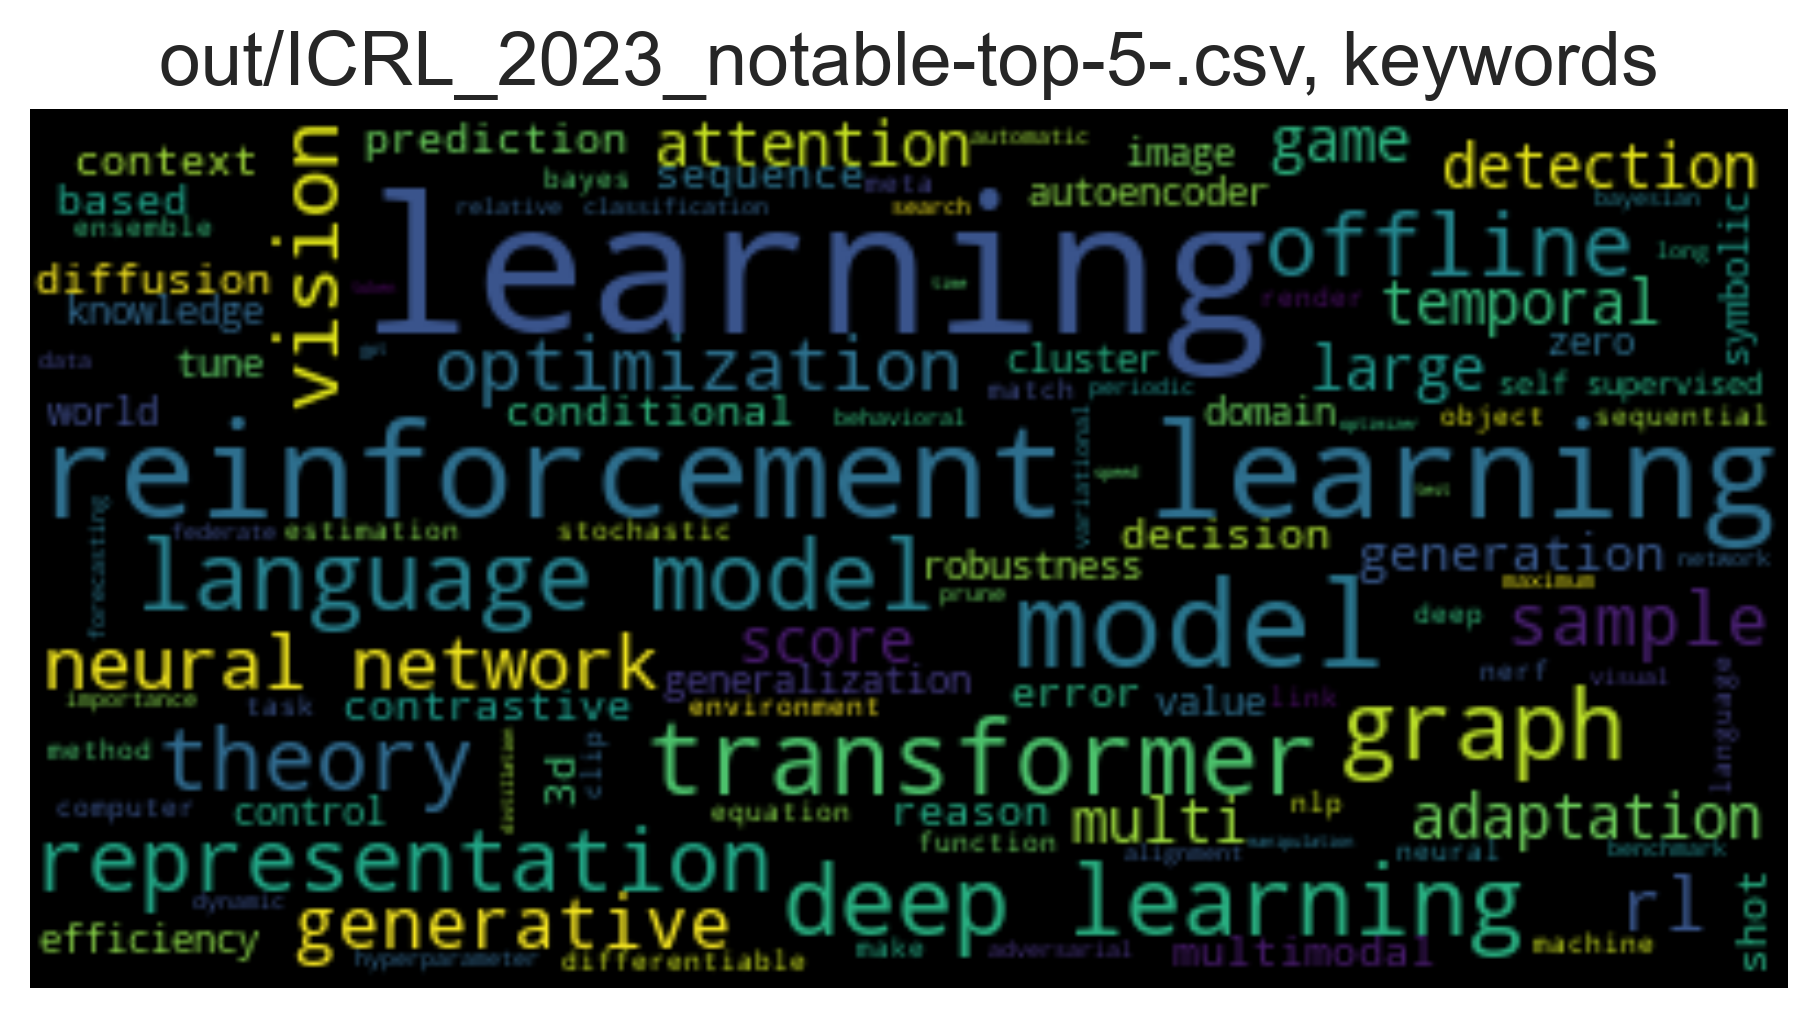 out/ICRL_2023_notable-top-5-.csv, keywords
context
prediction
attention
automatic
image
game
detection
based
bayes
sequence
meta
autoencoder
bayesian
ensemble
vision
relative
classification
search
learning
offline
long
symbolic
diffusion
knowledge
time
render
temporal
data
tune
optimization
cluster
large
zero
match
periodic
self supervised
world
conditional
behavioral
domain
optimizer
object
sequential
reinforcement learning
variational
speed
forecasting
federate
estimation
stochastic
decision
generation
network
language model
robustness
maximum
prune
model
deep
sample
neural network
score
generalization
nerf
visual
language
importance
task
contrastive
environment
error
value
link
graph
method
theory
distillation
3d
clip
transformer
computer
control
equation
reason
multi
nlp
adaptation
function
alignment
manipulation
neural
benchmark
representation
deep learning
rl
shot
dynamic
efficiency
generative
hyperparameter
differentiable
make
adversarial
multimodal
machine